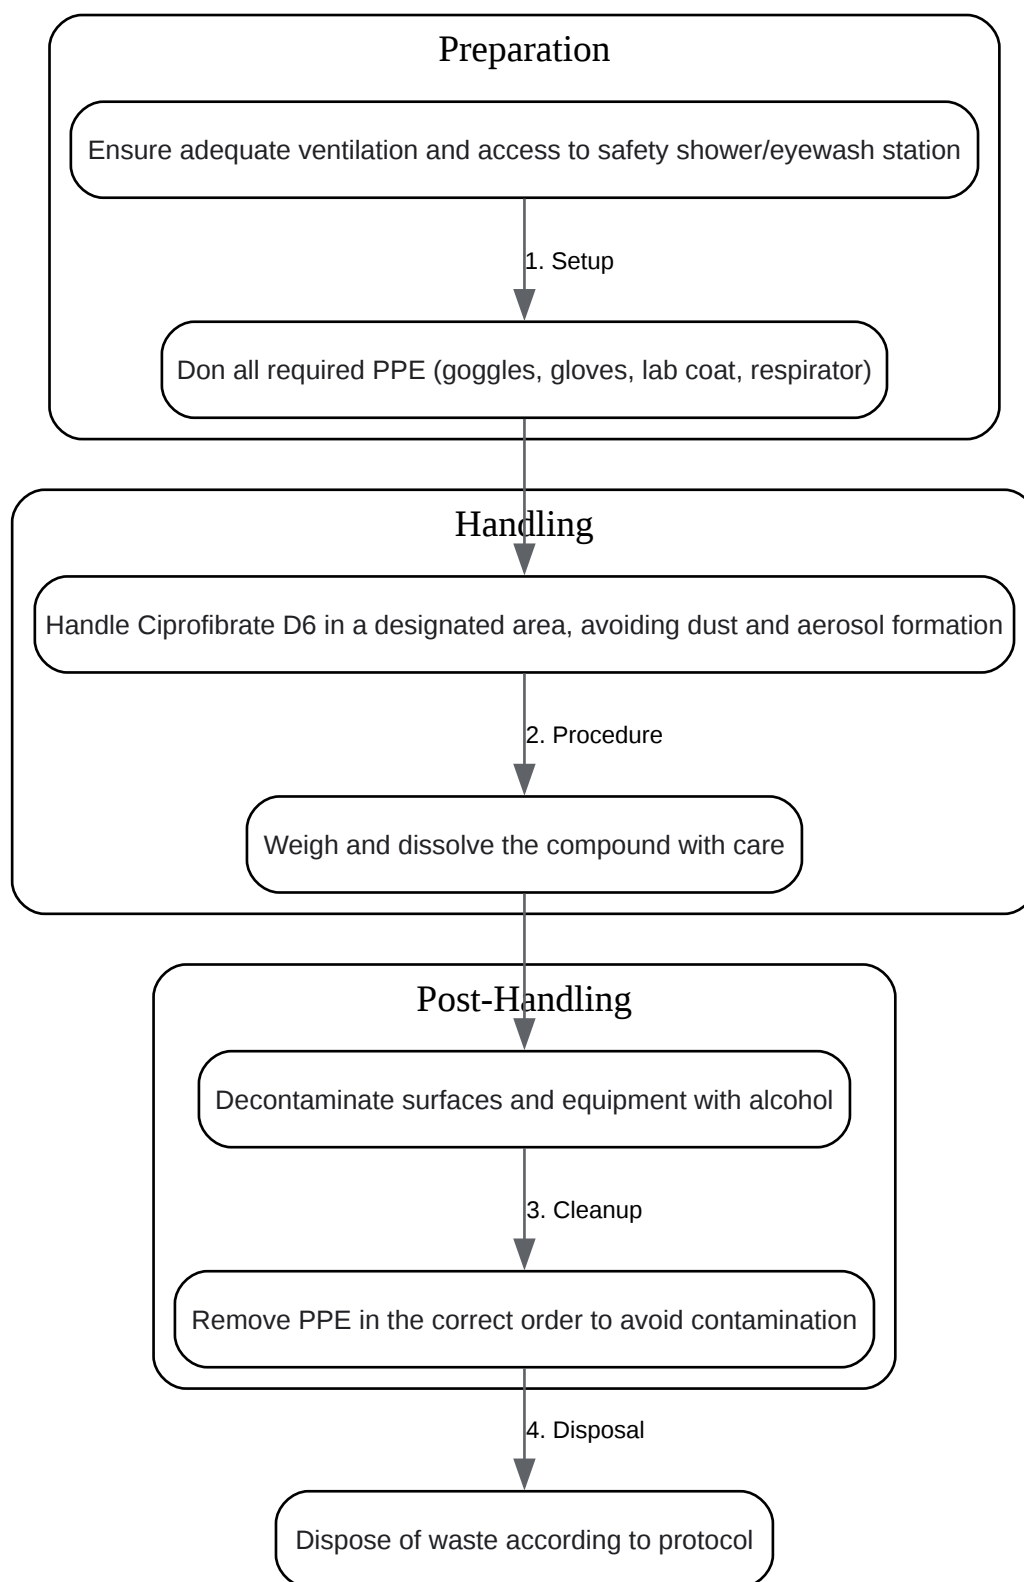 Preparation
Ensure adequate ventilation and access to safety shower/eyewash station
1. Setup
Don all required PPE (goggles, gloves, lab coat, respirator)
Handling
Handle Ciprofibrate D6 in a designated area, avoiding dust and aerosol formation
2. Procedure
Weigh and dissolve the compound with care
Post-Handling
Decontaminate surfaces and equipment with alcohol
3. Cleanup
Remove PPE in the correct order to avoid contamination
4. Disposal
Dispose of waste according to protocol